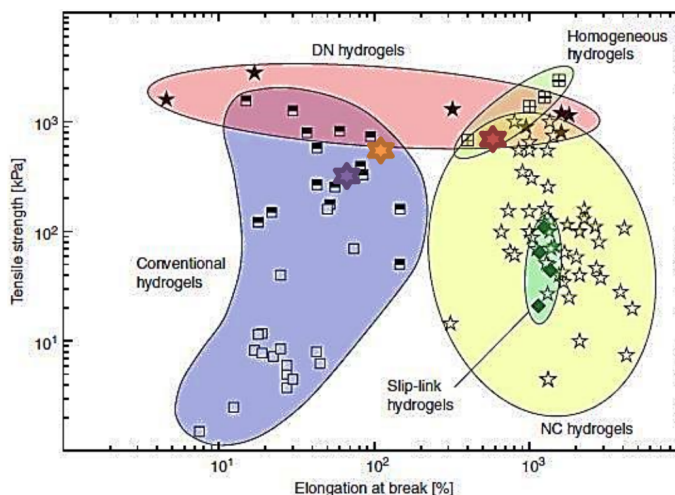 DN hydrogels
Homogeneous
hydrogels
10³
10²
10¹
Tensile strength [kPa]
Conventional
hydrogels
Slip-link
hydrogels
NC hydrogels
10¹
10²
10³
Elongation at break [%]